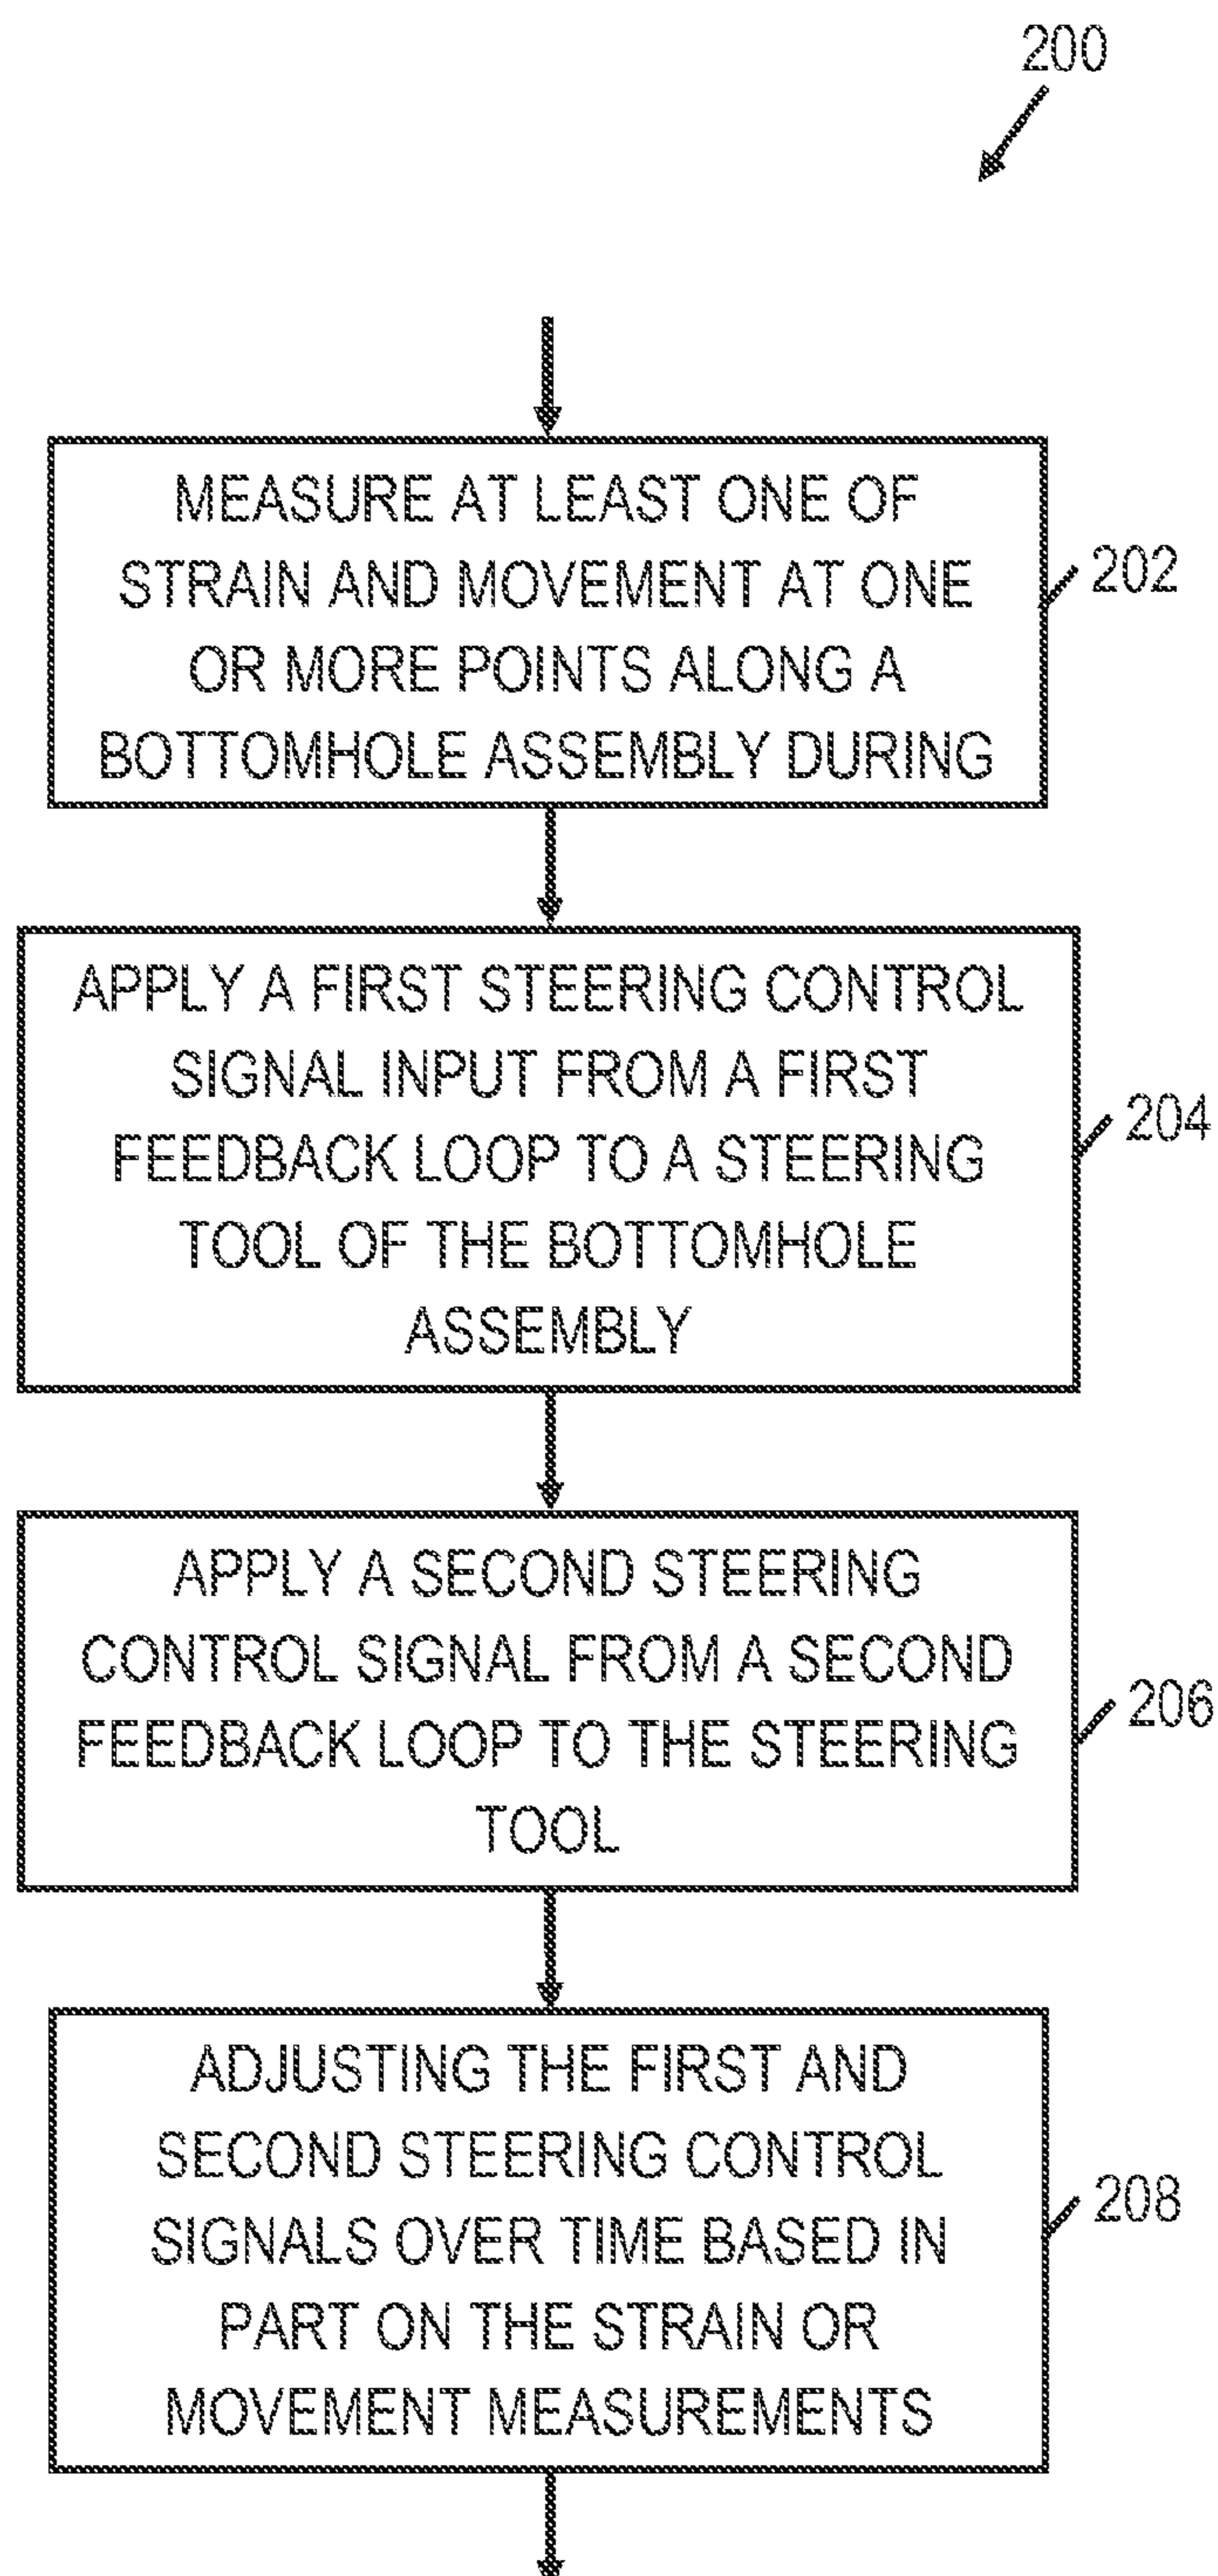 200
MEASURE AT LEAST ONE OF
STRAIN AND MOVEMENT AT ONE
OR MORE POINTS ALONG A
BOTTOMHOLE ASSEMBLY DURING
202
APPLY A FIRST STEERING CONTROL
SIGNAL INPUT FROM A FIRST
FEEDBACK LOOP TO A STEERING
TOOL OF THE BOTTOMHOLE
ASSEMBLY
204
APPLY A SECOND STEERING
CONTROL SIGNAL FROM A SECOND
FEEDBACK LOOP TO THE STEERING
TOOL
206
ADJUSTING THE FIRST AND
SECOND STEERING CONTROL
SIGNALS OVER TIME BASED IN
PART ON THE STRAIN OR
MOVEMENT MEASUREMENTS
208